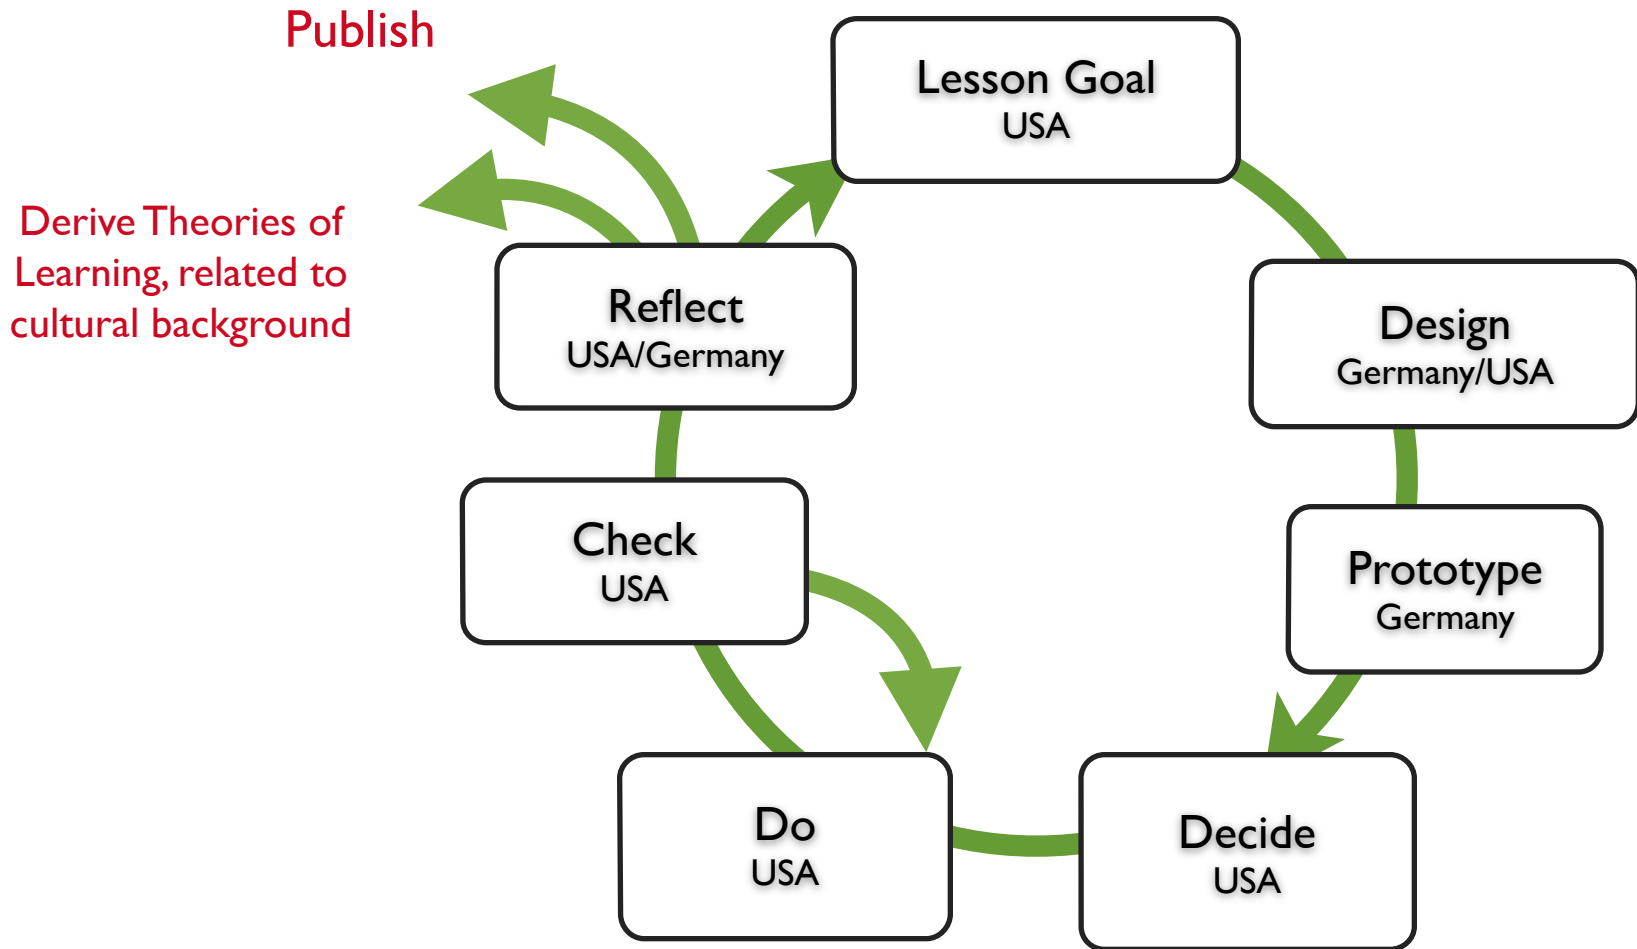 Publish
Lesson Goal
USA
Derive Theories of
Learning, related to
cultural background
Reflect
USA/Germany
Design
Germany/USA
Check
USA
Prototype
Germany
Do
USA
Decide
USA